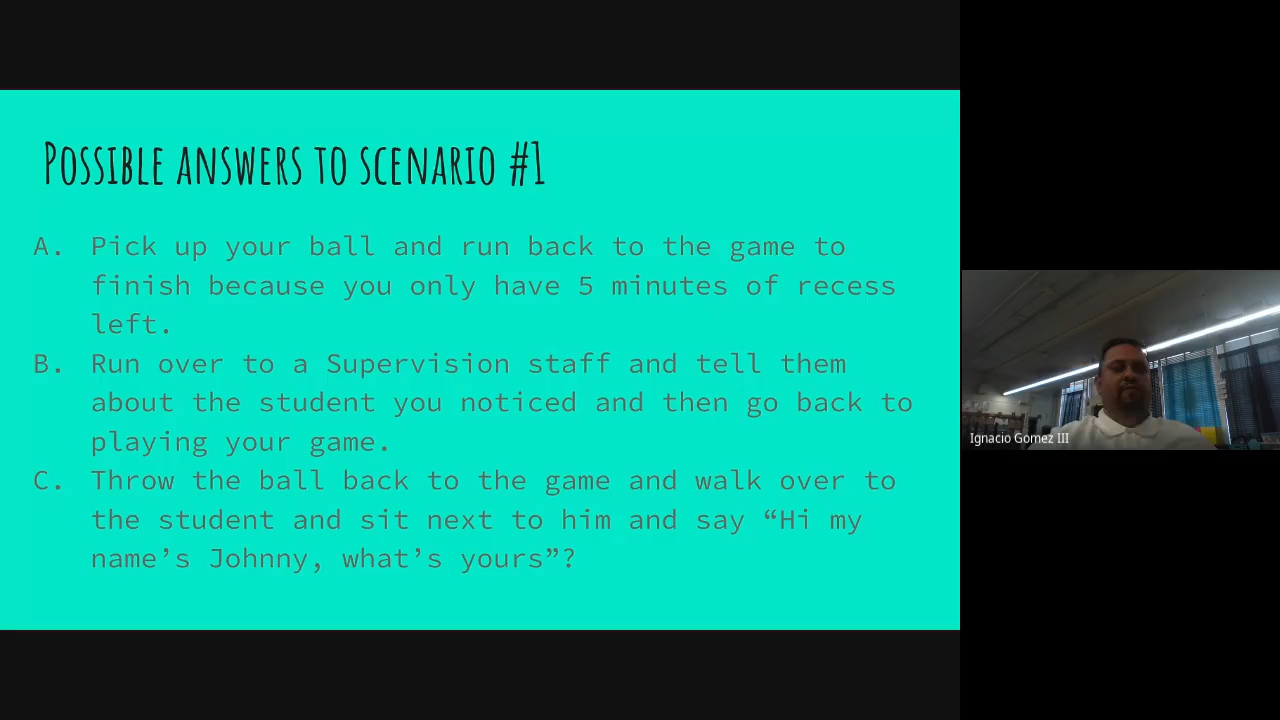 Possible answers to scenario #1
A. Pick up your ball and run back to the game to
finish because you only have 5 minutes of recess
left.
B. Run over to a Supervision staff and tell them
about the student you noticed and then go back to
playing your game.
C. Throw the ball back to the game and walk over to
the student and sit next to him and say “Hi my
name’s Johnny, what’s yours”?
Ignacio Gomez III